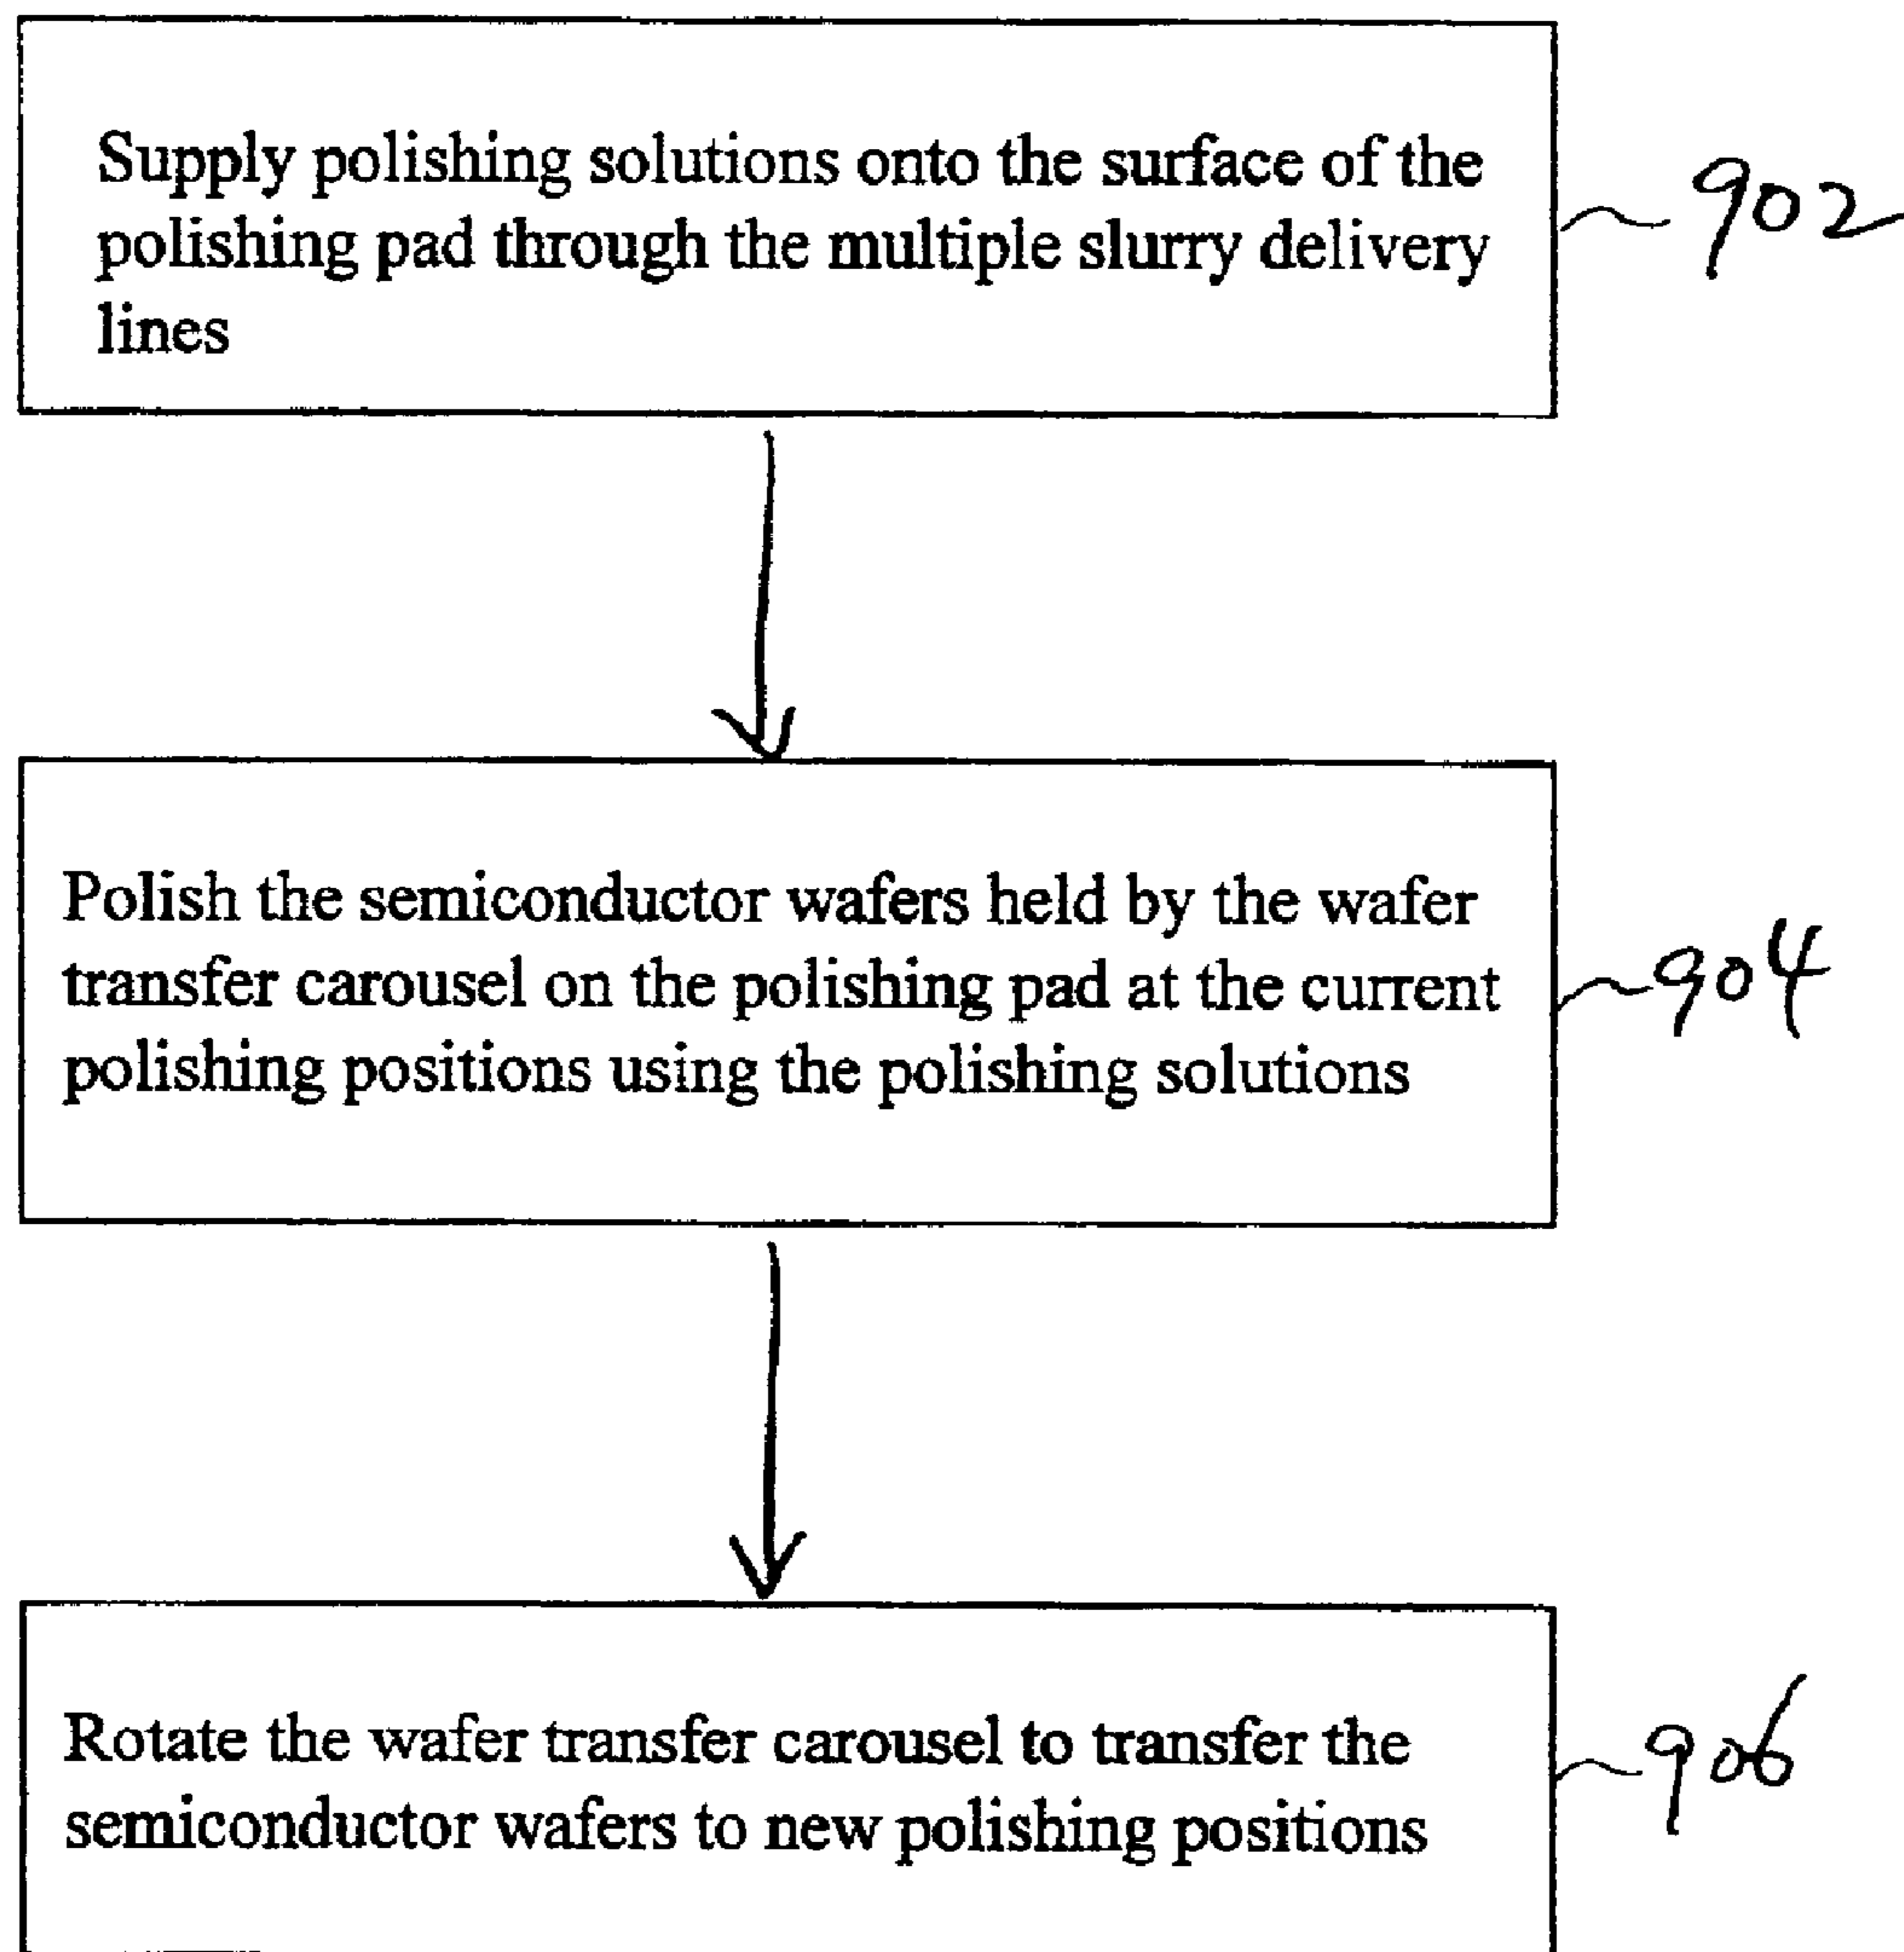 Supply polishing solutions onto the surface of the
polishing pad through the multiple slurry delivery
lines
902
Polish the semiconductor wafers held by the wafer
transfer carousel on the polishing pad at the current
polishing positions using the polishing solutions
904
Rotate the wafer transfer carousel to transfer the
semiconductor wafers to new polishing positions
906